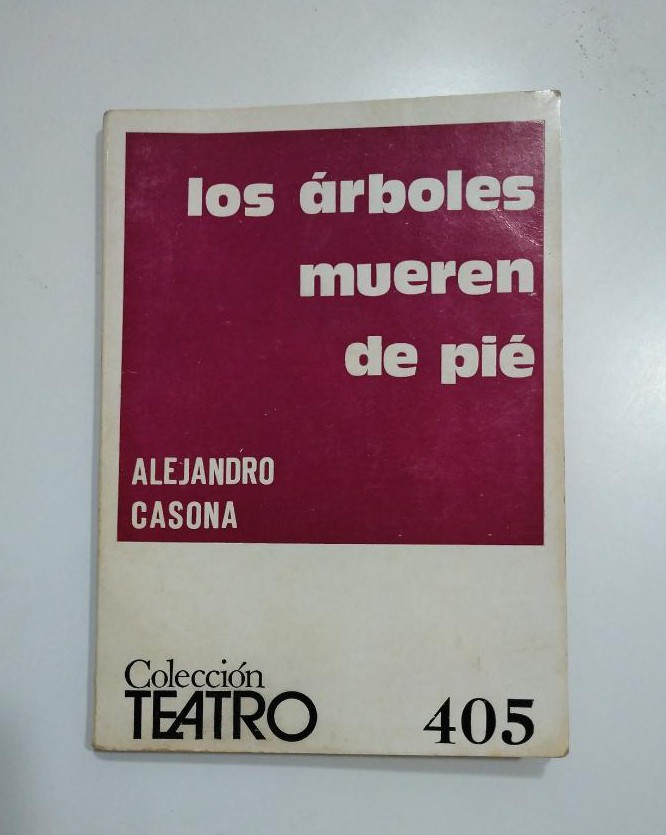 los árboles
mueren
de pié
ALEJANDRO
CASONA
Colección
TEATRO
405